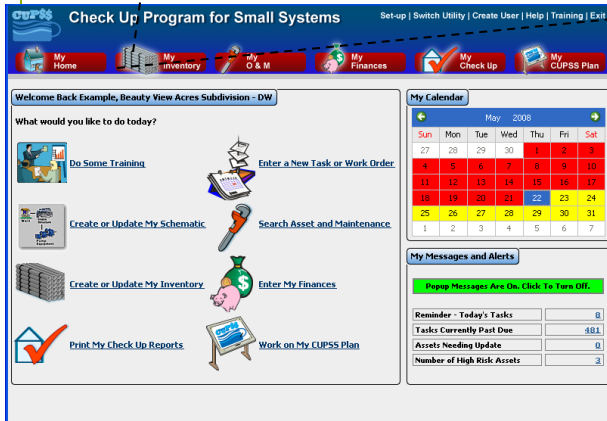 CUPSS
Check Up Program for Small Systems
Set-up | Switch Utility | Create User | Help | Training | Exit
My Home
My Inventory
My O & M
My Finances
My Check Up
My CUPSS Plan
Welcome Back Example, Beauty View Acres Subdivision - DW
What would you like to do today?
Do Some Training
Enter a New Task or Work Order
Create or Update My Schematic
Search Asset and Maintenance
Create or Update My Inventory
Enter My Finances
Print My Check Up Reports
CUPSS
Work on My CUPSS Plan
My Calendar
May 2008
Sun Mon Tue Wed Thu Fri Sat
27 28 29 30 1 2 3
4 5 6 7 8 9 10
11 12 13 14 15 16 17
18 19 20 21 22 23 24
25 26 27 28 29 30 31
1 2 3 4 5 6 7
My Messages and Alerts
Popup Messages Are On. Click To Turn Off.
Reminder - Today's Tasks 8
Tasks Currently Past Due 481
Assets Needing Update 0
Number of High Risk Assets 3